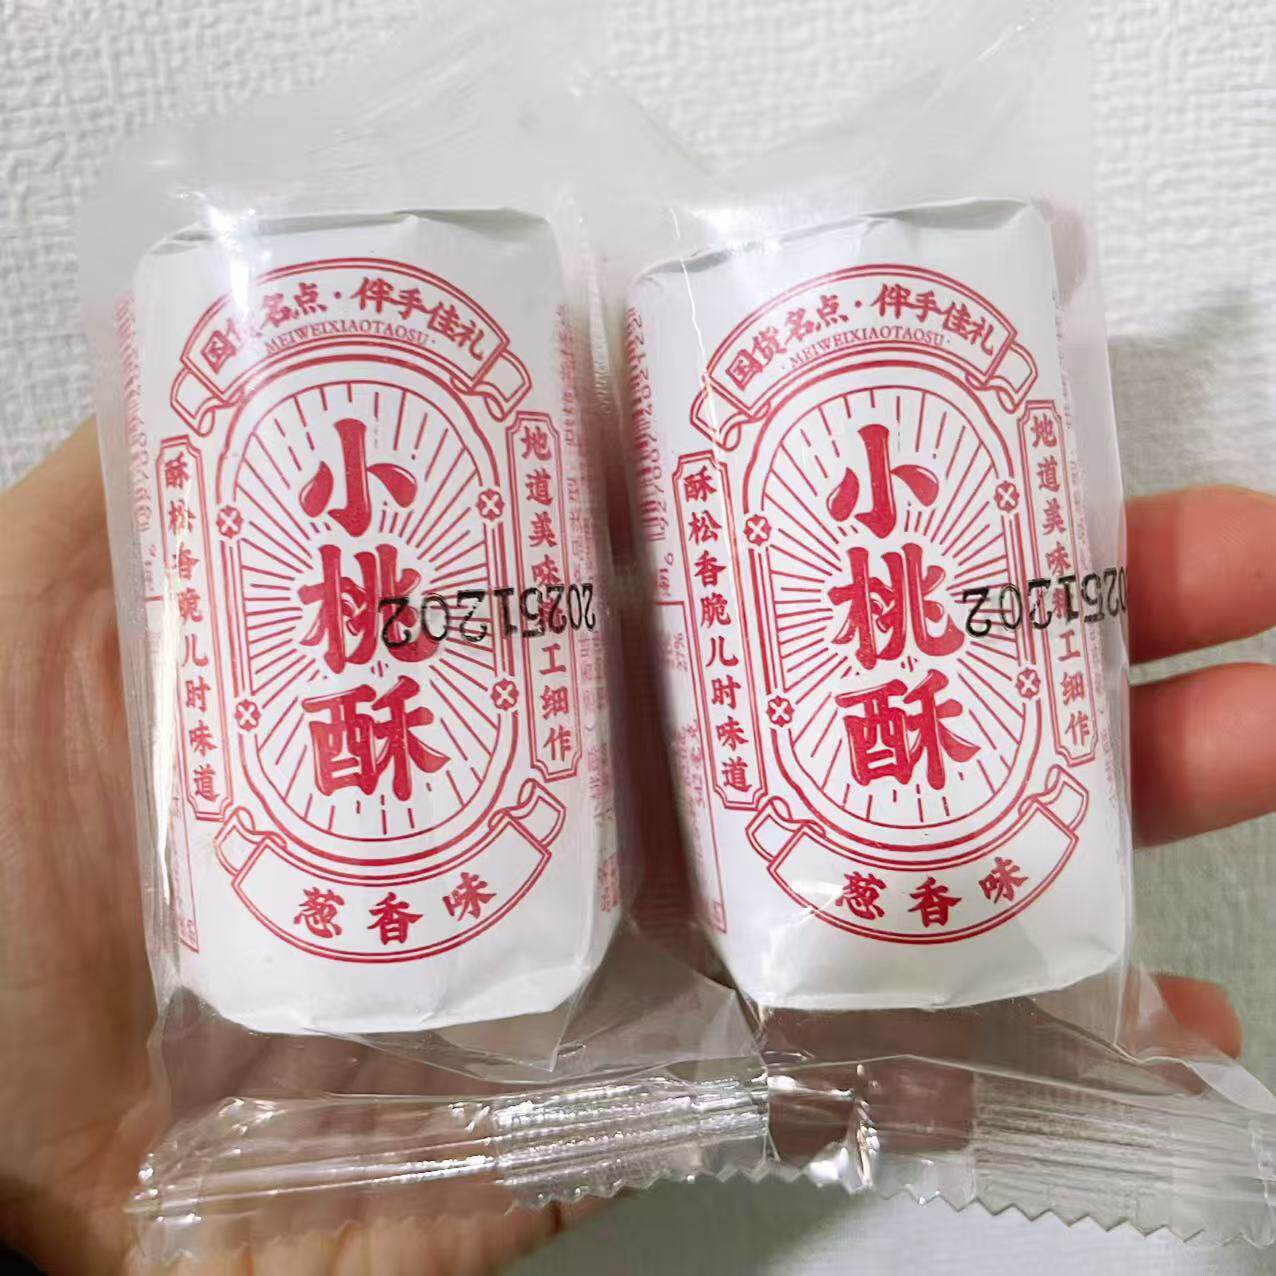 国货名点·伴手佳礼
·MEIWEIXIAOTAOSU·
酥松香脆儿时味道
小桃酥
地道美味 工细作
20251202
葱香味
国货名点·伴手佳礼
·MEIWEIXIAOTAOSU·
酥松香脆儿时味道
小桃酥
地道美味精工细作
20251202
葱香味
27%